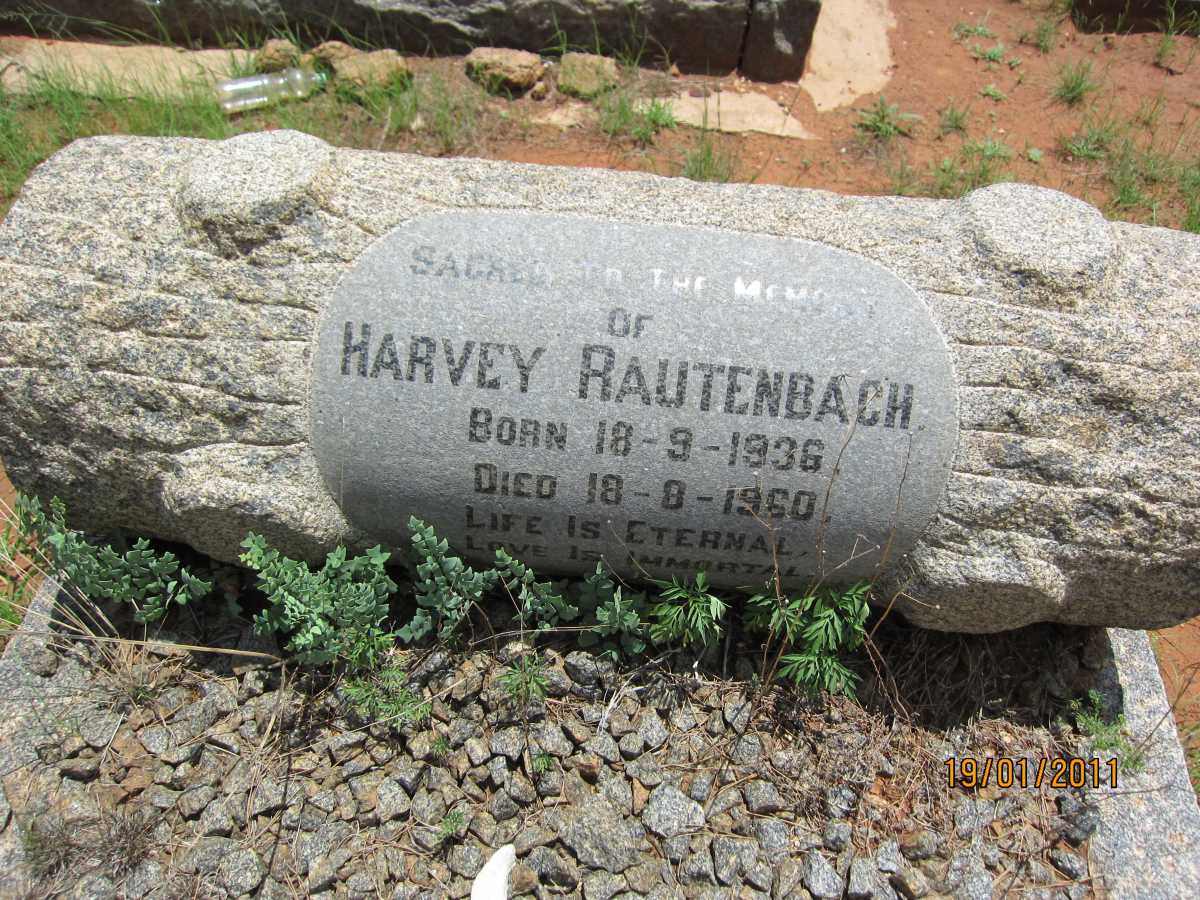 SACRED TO THE MEMORY
OF
HARVEY RAUTENBACH.
BORN 18-9-1936.
DIED 18-8-1960.
LIFE IS ETERNAL,
LOVE IS IMMORTAL.
19/01/2011